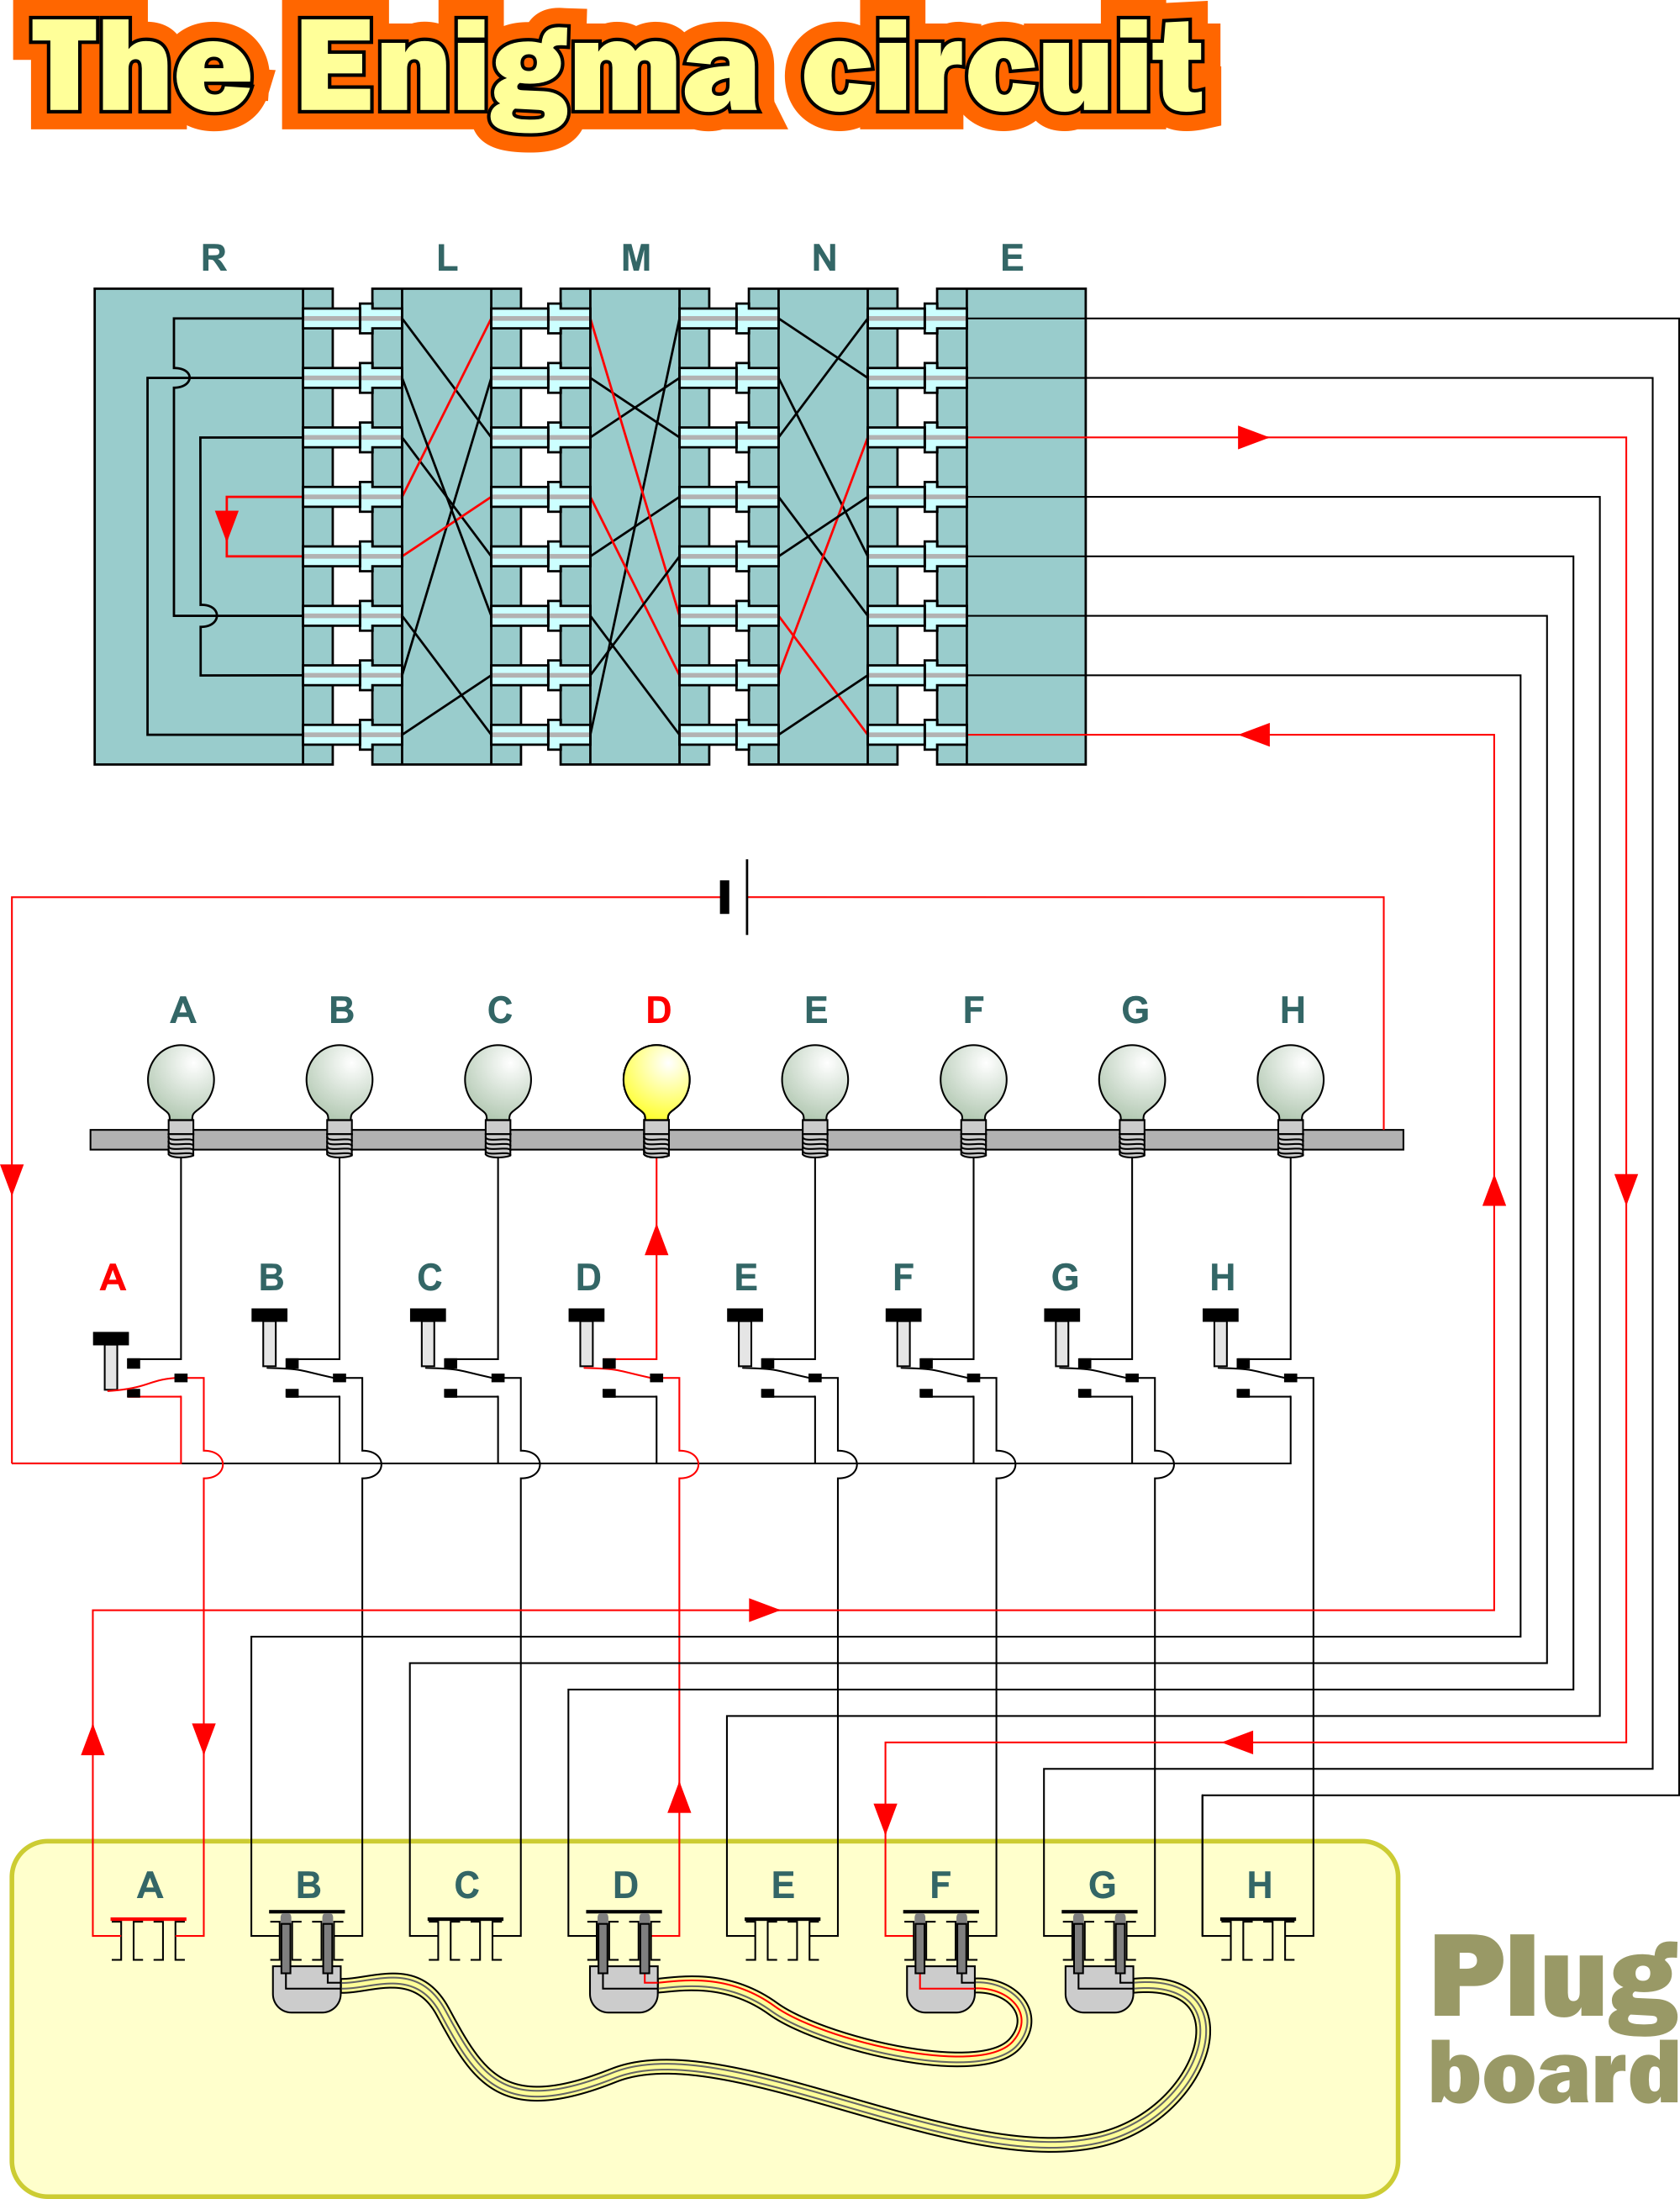 The Enigma circuit
R L M N E
A B C D E F G H
A B C D E F G H
A B C D E F G H
Plug
board